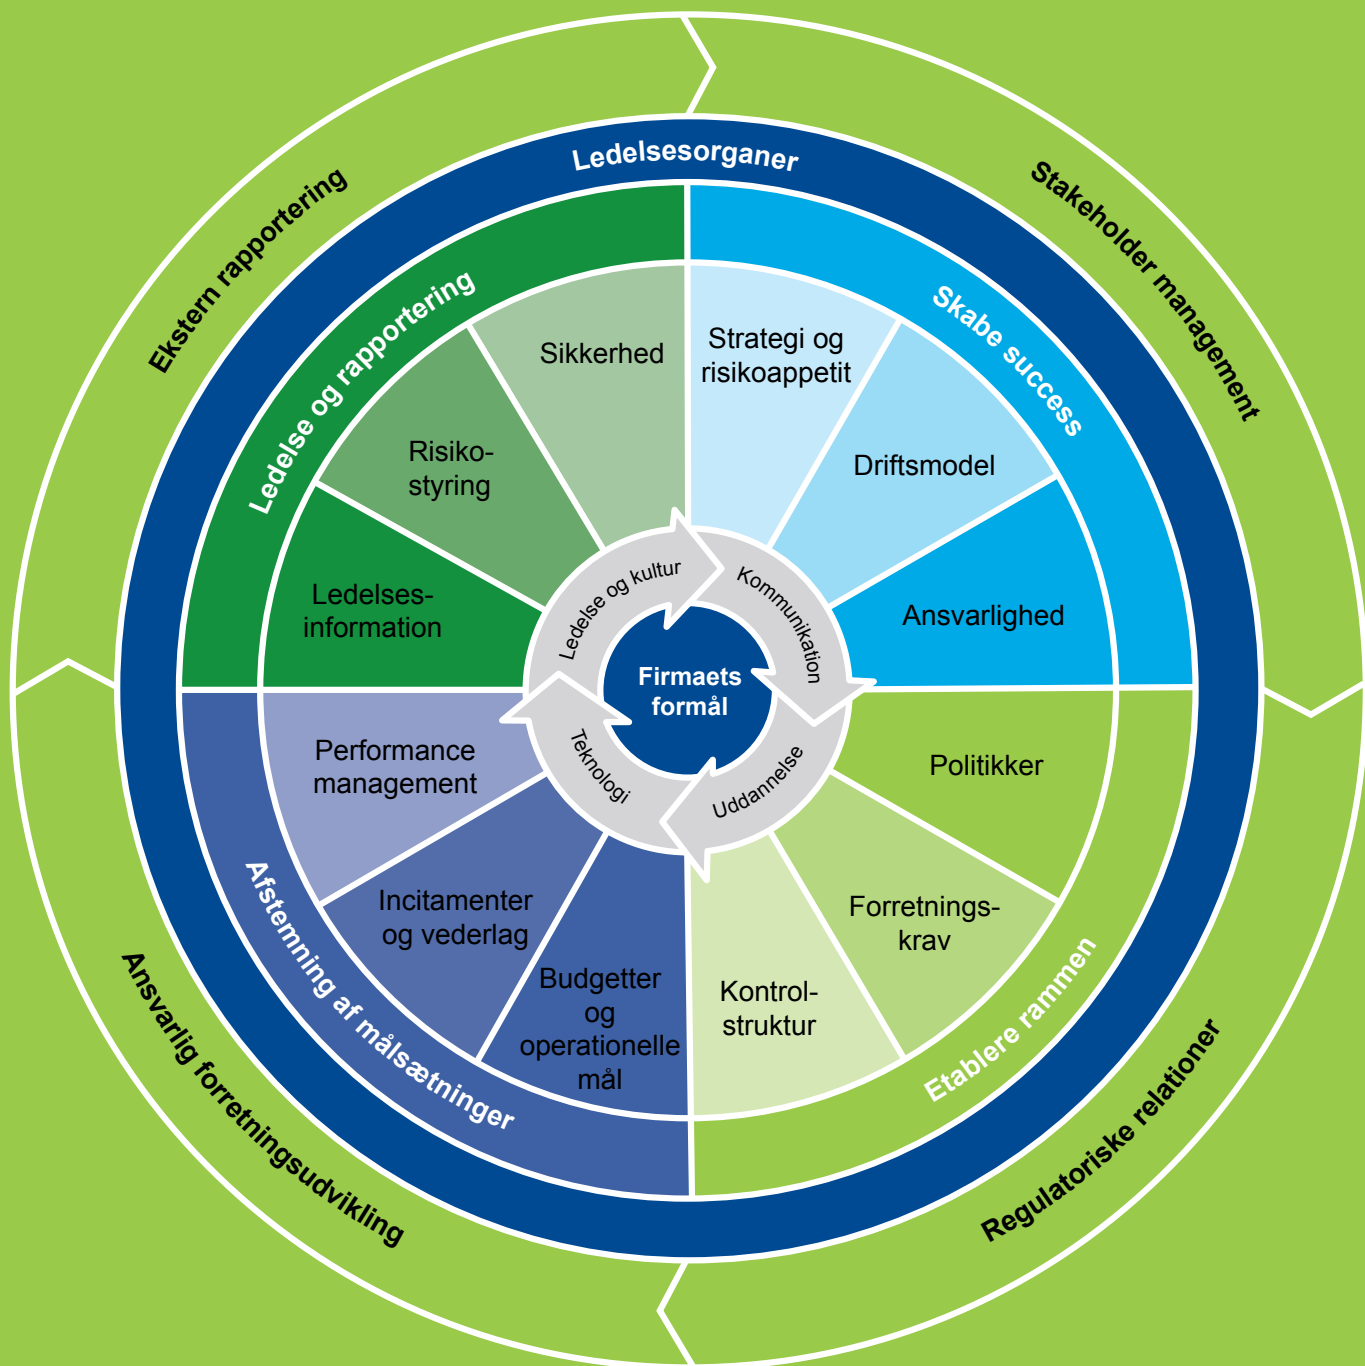 Ekstern rapportering
Stakeholder management
Regulatoriske relationer
Ansvarlig forretningsudvikling
Ledelsesorganer
Ledelse og rapportering
Skabe success
Etablere rammen
Afstemning af målsætninger
Sikkerhed
Risiko-
styring
Ledelses-
information
Strategi og
risikoappetit
Driftsmodel
Ansvarlighed
Politikker
Forretnings-
krav
Kontrol-
struktur
Budgetter
og
operationelle
mål
Incitamenter
og vederlag
Performance
management
Ledelse og kultur
Kommunikation
Uddannelse
Teknologi
Firmaets
formål